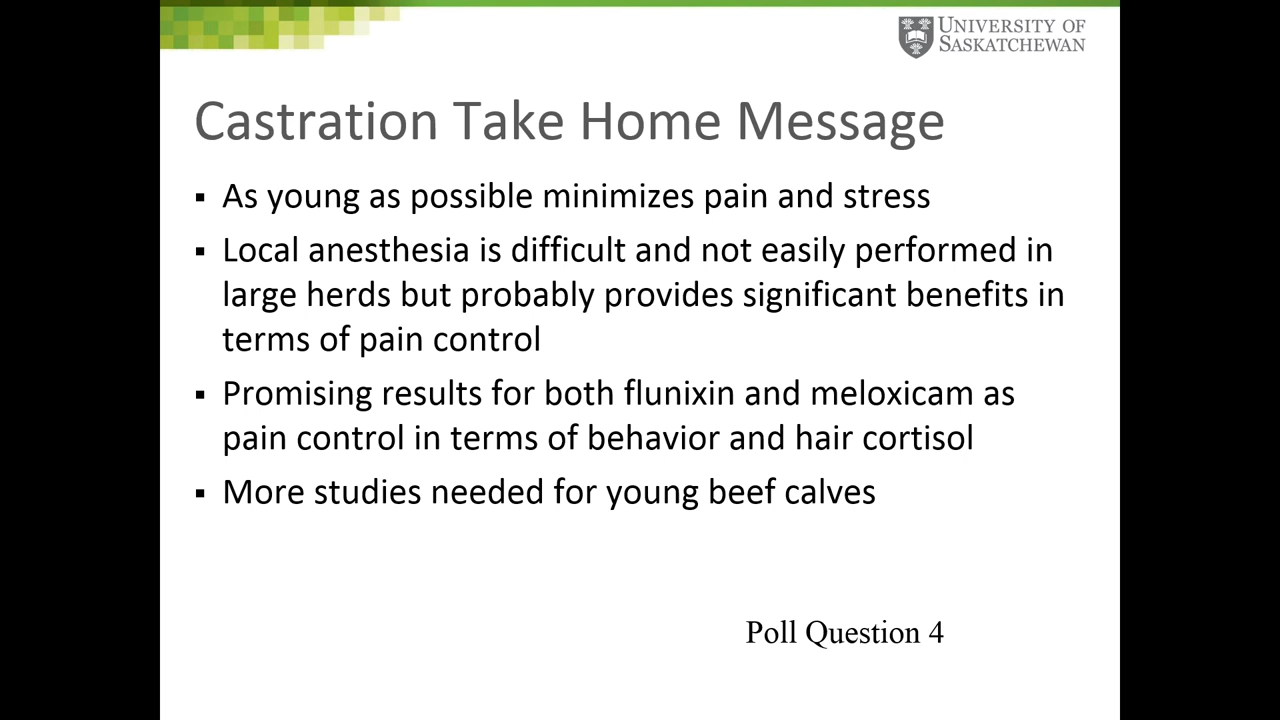 UNIVERSITY OF
SASKATCHEWAN
Castration Take Home Message
▪ As young as possible minimizes pain and stress
▪ Local anesthesia is difficult and not easily performed in
large herds but probably provides significant benefits in
terms of pain control
▪ Promising results for both flunixin and meloxicam as
pain control in terms of behavior and hair cortisol
▪ More studies needed for young beef calves
Poll Question 4